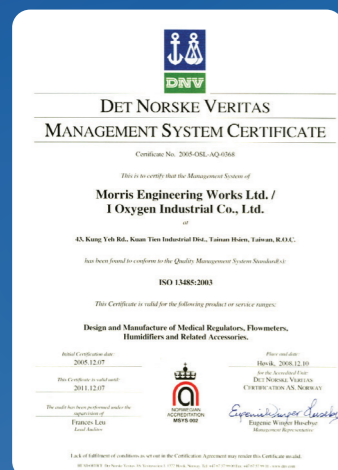 DNV
DET NORSKE VERITAS
MANAGEMENT SYSTEM CERTIFICATE
Certificate No. 2005-OSL-AQ-0368
This is to certify that the Management System of
Morris Engineering Works Ltd. /
I Oxygen Industrial Co., Ltd.
at
43. Kung Yeh Rd., Kuan Tien Industrial Dist., Tainan Hsien, Taiwan, R.O.C.
has been found to conform to the Quality Management System Standard(s):
ISO 13485:2003
This Certificate is valid for the following product or service ranges:
Design and Manufacture of Medical Regulators, Flowmeters,
Humidifiers and Related Accessories.
Initial Certification date:
2005.12.07
This Certificate is valid until:
2011.12.07
The audit has been performed under the
supervision of
Frances Leu
Lead Auditor
NORWEGIAN
ACCREDITATION
MSYS 002
Place and date:
Høvik, 2008.12.10
for the Accredited Unit:
DET NORSKE VERITAS
CERTIFICATION AS, NORWAY
Eugenie Winger Husebye
Management Representative
Lack of fulfilment of conditions as set out in the Certification Agreement may render this Certificate invalid.